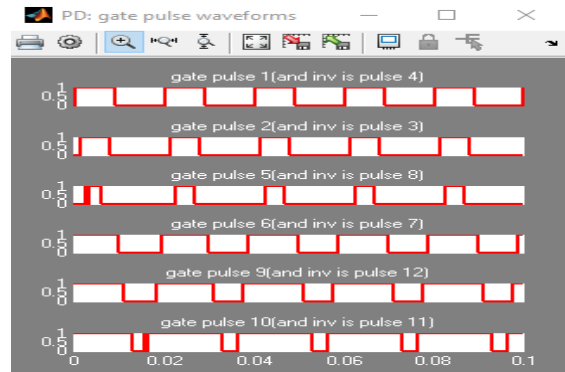 PD: gate pulse waveforms
gate pulse 1(and inv is pulse 4)
1
0.5
0
gate pulse 2(and inv is pulse 3)
1
0.5
0
gate pulse 5(and inv is pulse 8)
1
0.5
0
gate pulse 6(and inv is pulse 7)
1
0.5
0
gate pulse 9(and inv is pulse 12)
1
0.5
0
gate pulse 10(and inv is pulse 11)
1
0.5
0
0 0.02 0.04 0.06 0.08 0.1